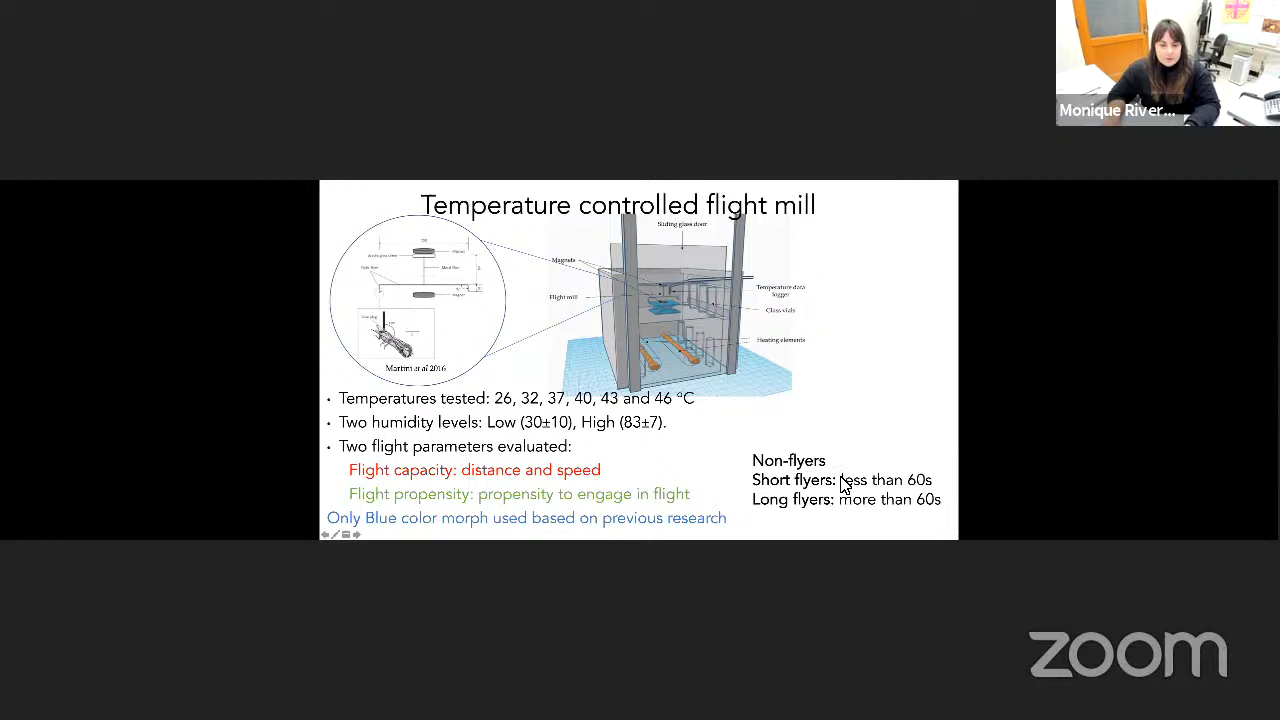 Monique River...
Temperature controlled flight mill
Sliding glass door
Magnets
Magnet
Flight mill
Magnet
Temperature data
logger
Glass vials
Heating elements
Martini et al 2016
• Temperatures tested: 26, 32, 37, 40, 43 and 46 °C
• Two humidity levels: Low (30±10), High (83±7).
• Two flight parameters evaluated:
Flight capacity: distance and speed
Flight propensity: propensity to engage in flight
Only Blue color morph used based on previous research
Non-flyers
Short flyers: less than 60s
Long flyers: more than 60s
zoom